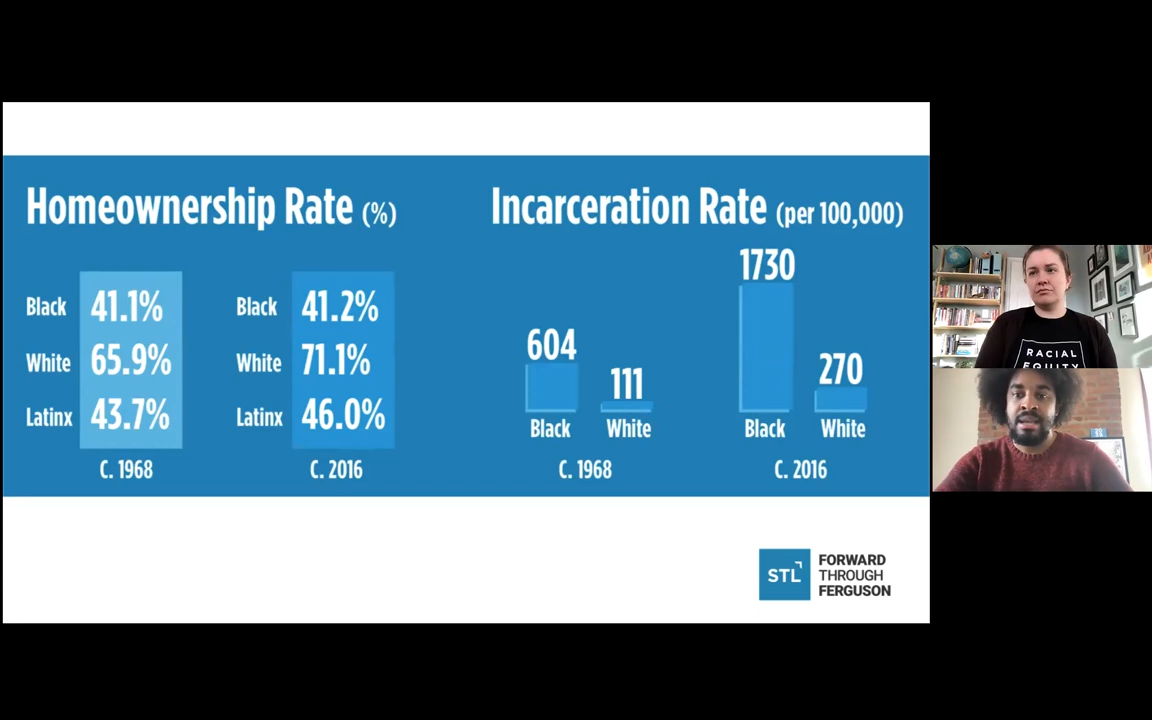 Homeownership Rate (%)
Black 41.1%
White 65.9%
Latinx 43.7%
C. 1968
Black 41.2%
White 71.1%
Latinx 46.0%
C. 2016
Incarceration Rate (per 100,000)
604
111
Black White
C. 1968
1730
270
Black White
C. 2016
STL
FORWARD
THROUGH
FERGUSON
RACIAL
EQUITY